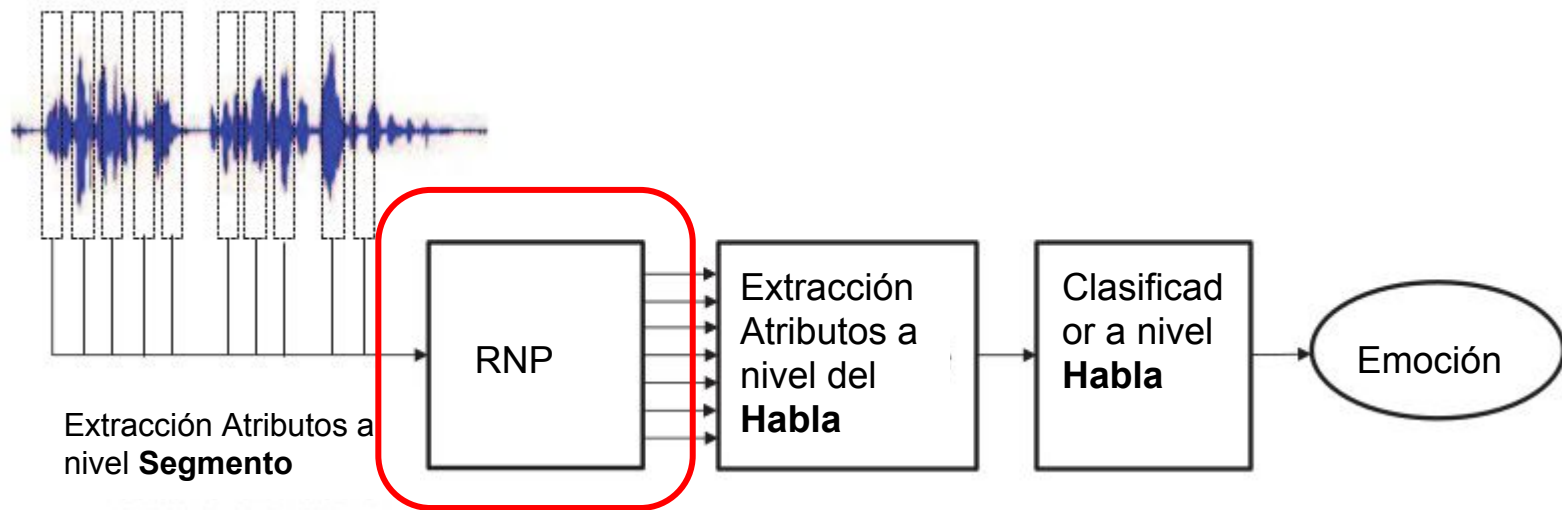 Extracción Atributos a
nivel Segmento
RNP
Extracción
Atributos a
nivel del
Habla
Clasificad
or a nivel
Habla
Emoción